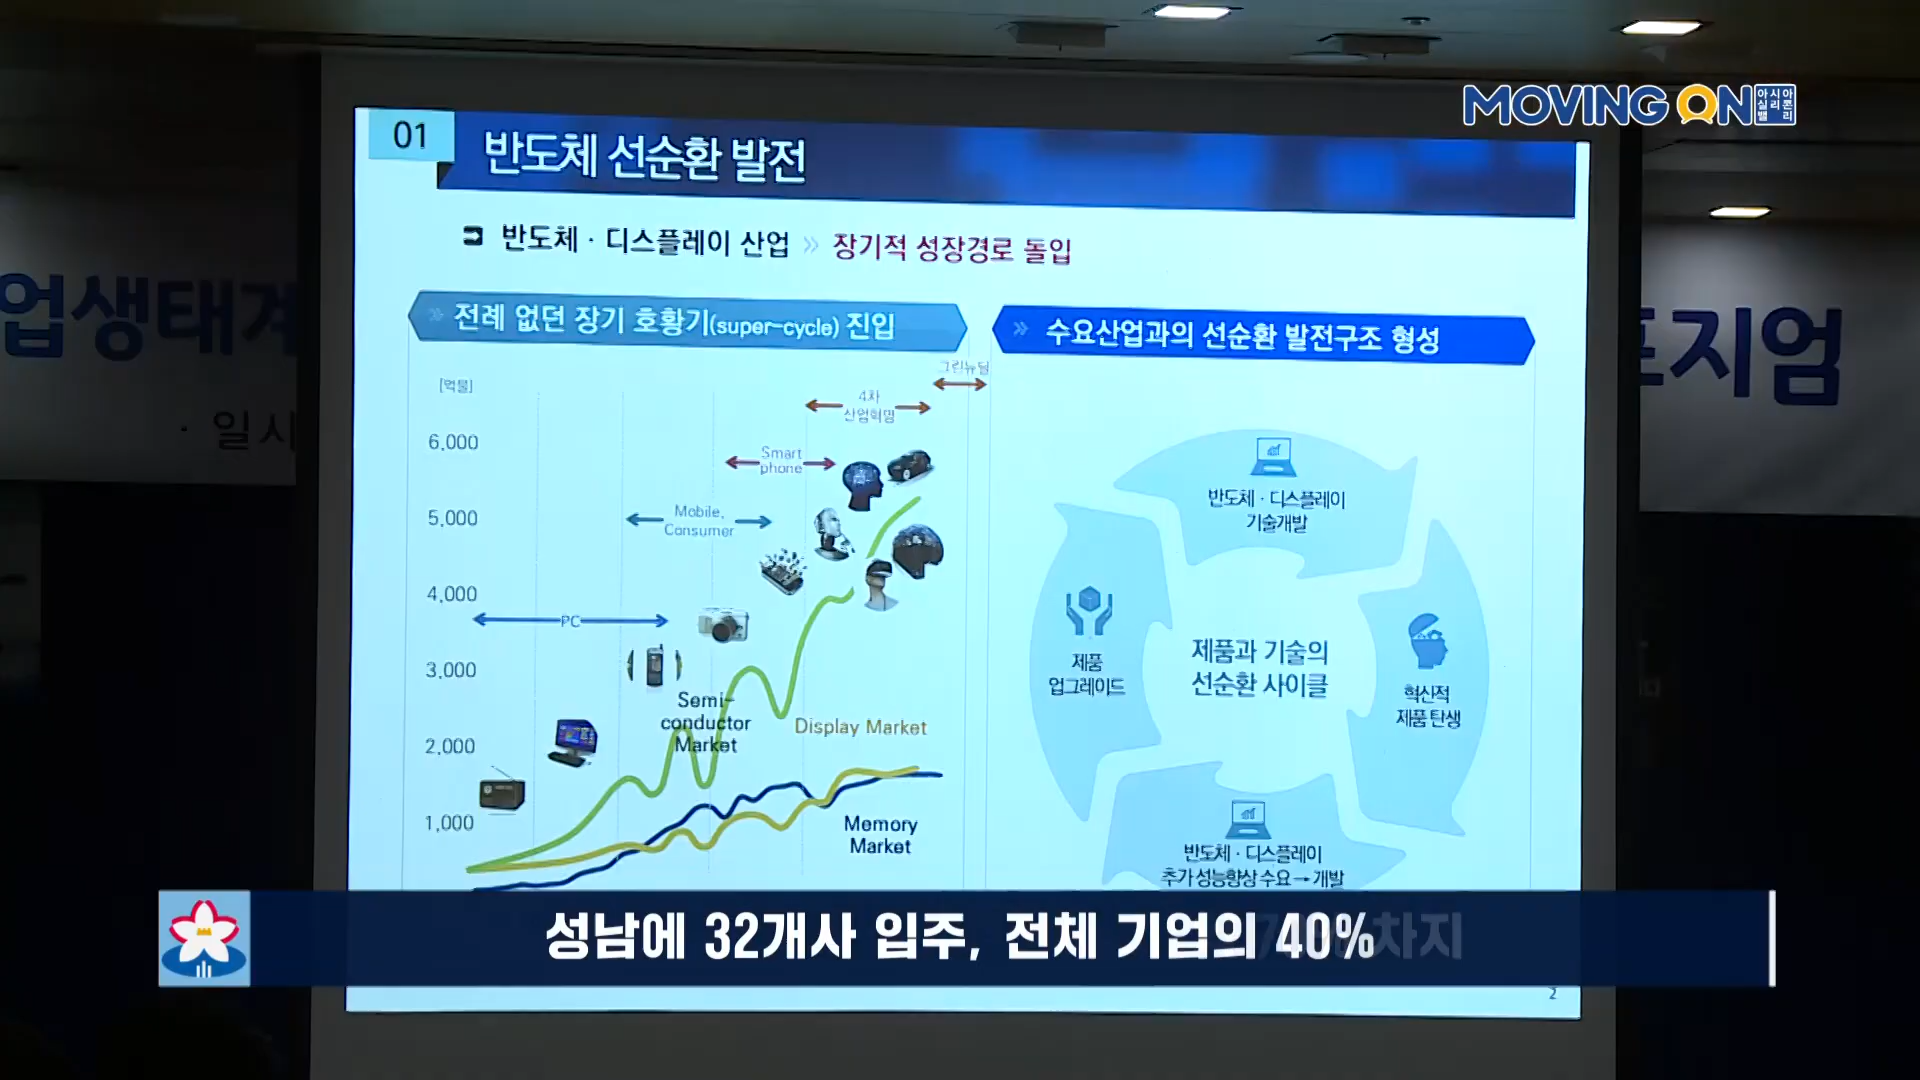 MOVING ON
아시아
실리콘
밸리
01
반도체 선순환 발전
반도체 · 디스플레이 산업 » 장기적 성장경로 돌입
업생태계
포지엄
· 일시
» 전례 없던 장기 호황기(super-cycle) 진입
» 수요산업과의 선순환 발전구조 형성
[억불]
그린뉴딜
4차
산업혁명
Smart
phone
Mobile,
Consumer
PC
6,000
5,000
4,000
3,000
2,000
1,000
Semi-
conductor
Market
Display Market
Memory
Market
반도체 · 디스플레이
기술개발
제품
업그레이드
제품과 기술의
선순환 사이클
혁신적
제품 탄생
반도체 · 디스플레이
추가 성능향상 수요→개발
성남에 32개사 입주, 전체 기업의 40% 차지
2